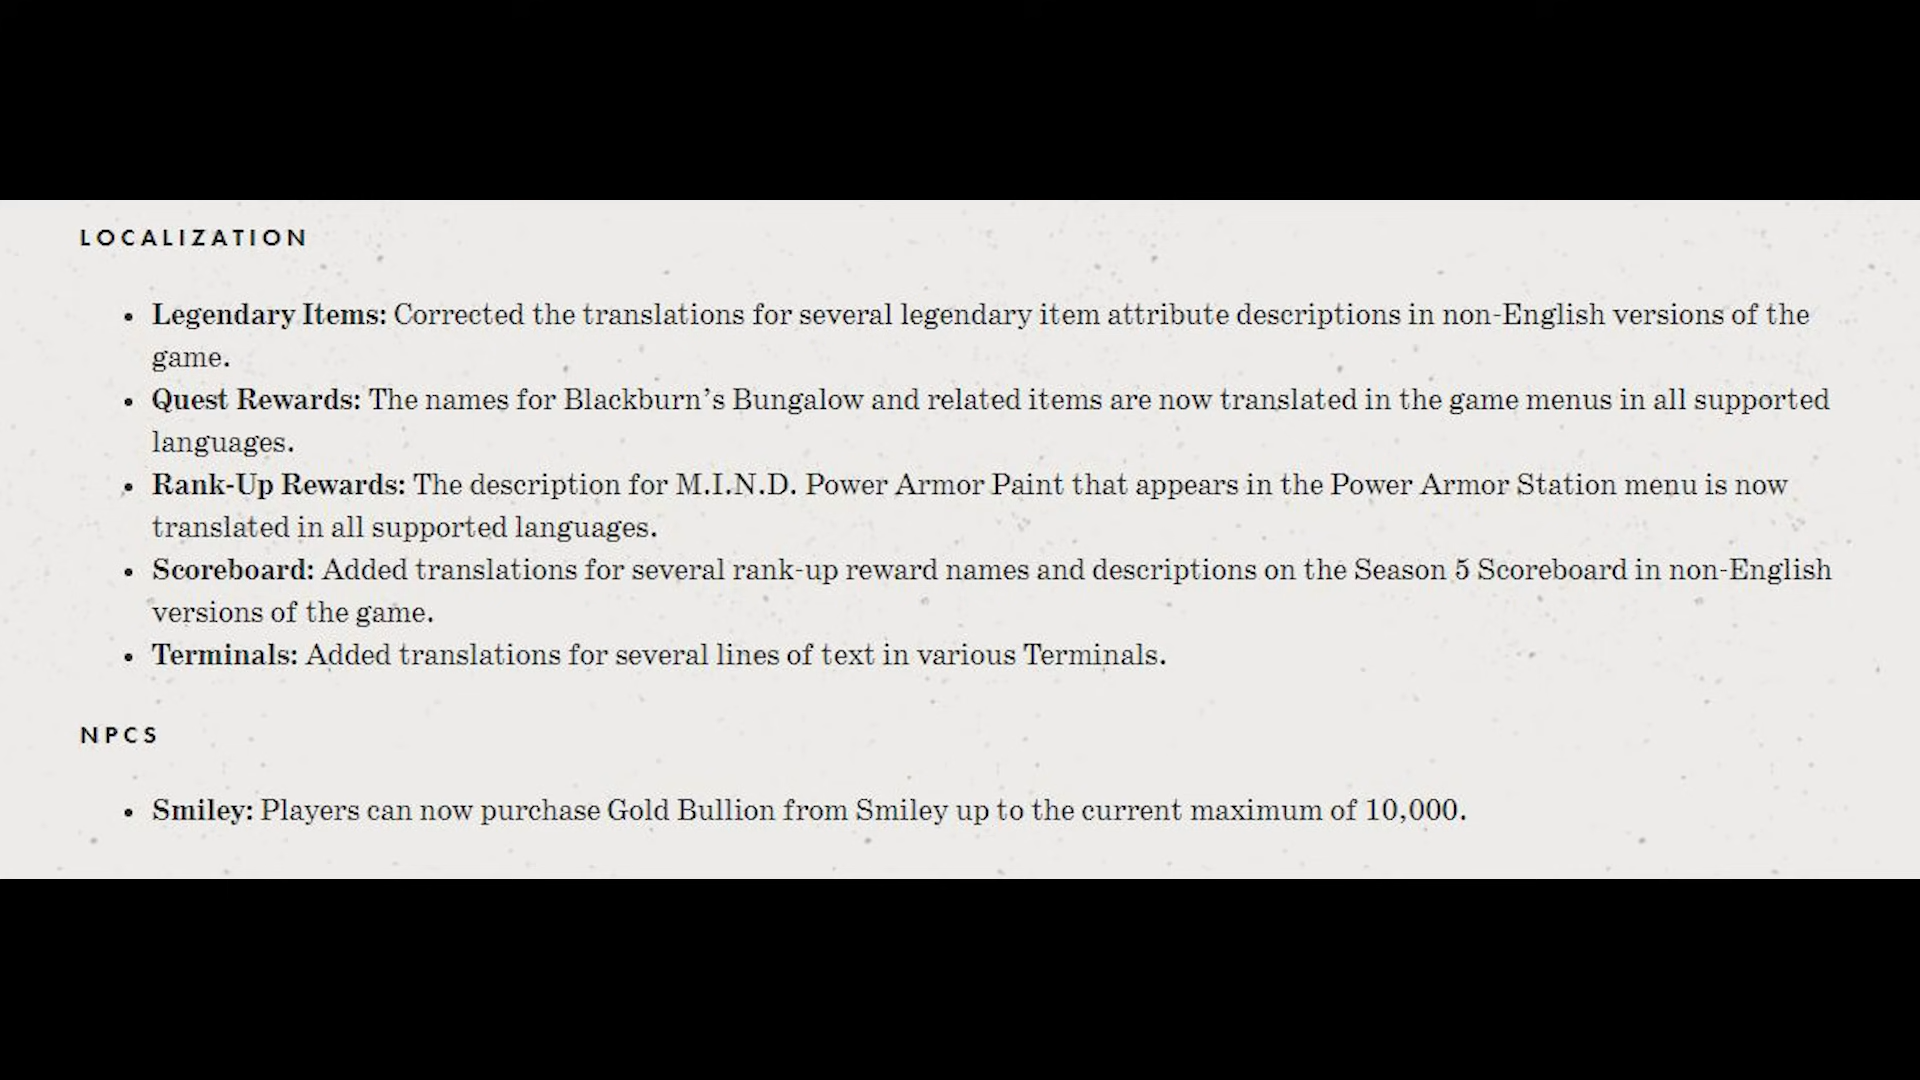 LOCALIZATION
• Legendary Items: Corrected the translations for several legendary item attribute descriptions in non-English versions of the
game.
• Quest Rewards: The names for Blackburn’s Bungalow and related items are now translated in the game menus in all supported
languages.
• Rank-Up Rewards: The description for M.I.N.D. Power Armor Paint that appears in the Power Armor Station menu is now
translated in all supported languages.
• Scoreboard: Added translations for several rank-up reward names and descriptions on the Season 5 Scoreboard in non-English
versions of the game.
• Terminals: Added translations for several lines of text in various Terminals.
NPCS
• Smiley: Players can now purchase Gold Bullion from Smiley up to the current maximum of 10,000.